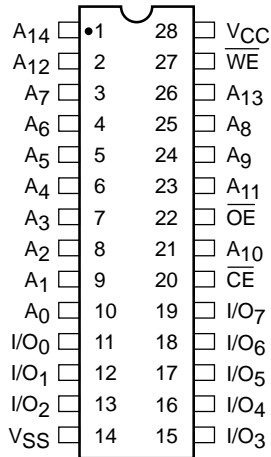 A14 •1 28 VCC
A12 2 27 WE
A7 3 26 A13
A6 4 25 A8
A5 5 24 A9
A4 6 23 A11
A3 7 22 OE
A2 8 21 A10
A1 9 20 CE
A0 10 19 I/O7
I/O0 11 18 I/O6
I/O1 12 17 I/O5
I/O2 13 16 I/O4
VSS 14 15 I/O3